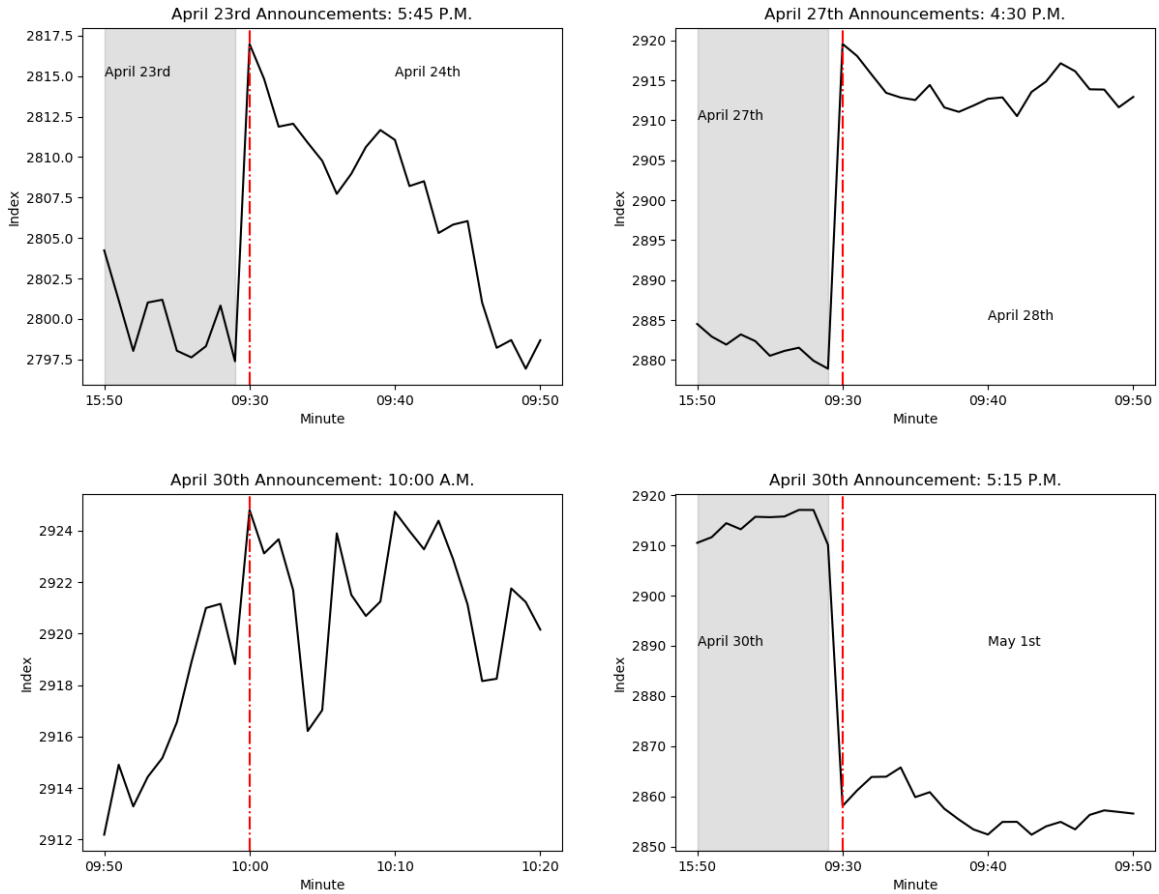 April 23rd Announcements: 5:45 P.M.
2817.5
2815.0
2812.5
2810.0
2807.5
2805.0
2802.5
2800.0
2797.5
Index
April 23rd
April 24th
15:50
09:30
09:40
09:50
Minute
April 27th Announcements: 4:30 P.M.
2920
2915
2910
2905
2900
2895
2890
2885
2880
Index
April 27th
April 28th
15:50
09:30
09:40
09:50
Minute
April 30th Announcement: 10:00 A.M.
2924
2922
2920
2918
2916
2914
2912
Index
09:50
10:00
10:10
10:20
Minute
April 30th Announcement: 5:15 P.M.
2920
2910
2900
2890
2880
2870
2860
2850
Index
April 30th
May 1st
15:50
09:30
09:40
09:50
Minute